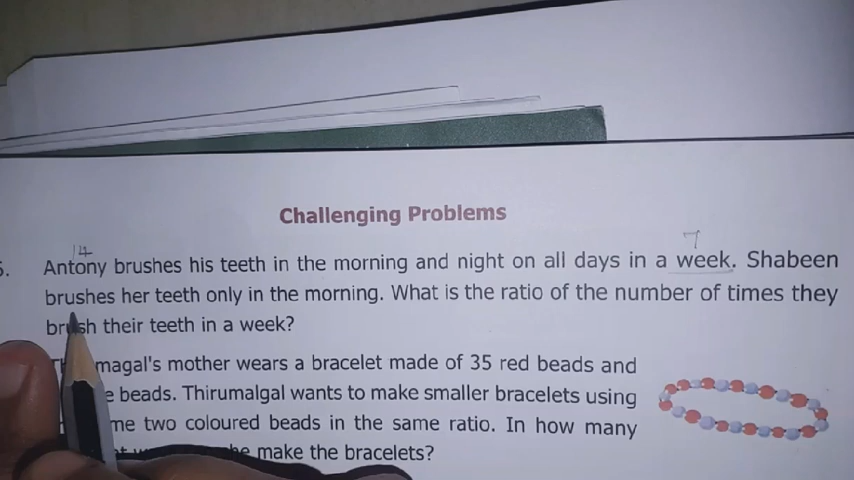 Challenging Problems
14
7
Antony brushes his teeth in the morning and night on all days in a week. Shabeen
brushes her teeth only in the morning. What is the ratio of the number of times they
brush their teeth in a week?
magal's mother wears a bracelet made of 35 red beads and
beads. Thirumalgal wants to make smaller bracelets using
two coloured beads in the same ratio. In how many
make the bracelets?